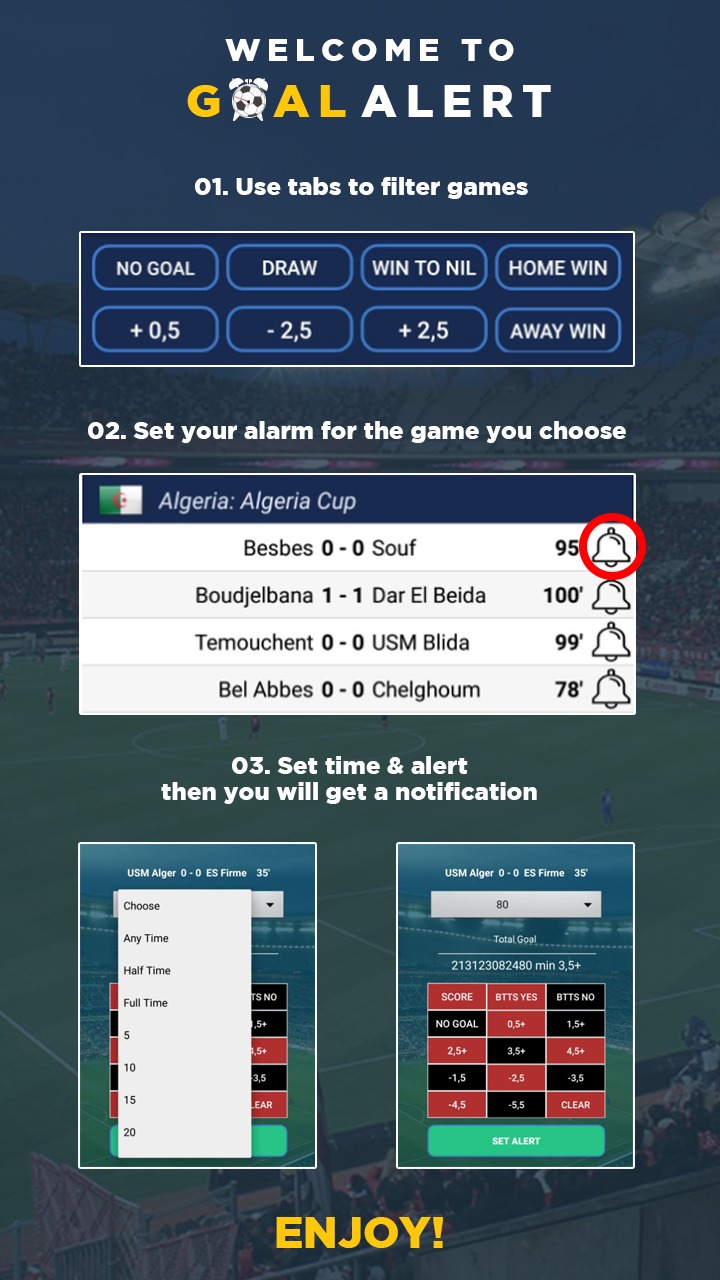 WELCOME TO
GOAL ALERT
01. Use tabs to filter games
NO GOAL DRAW WIN TO NIL HOME WIN
+ 0,5 - 2,5 + 2,5 AWAY WIN
02. Set your alarm for the game you choose
Algeria: Algeria Cup
Besbes 0 - 0 Souf 95
Boudjelbana 1 - 1 Dar El Beida 100'
Temouchent 0 - 0 USM Blida 99'
Bel Abbes 0 - 0 Chelghoum 78'
03. Set time & alert
then you will get a notification
USM Alger 0 - 0 ES Firme 35'
Choose
Any Time
Half Time
Full Time
5
10
15
20
TS NO
1,5+
4,5+
-3,5
LEAR
USM Alger 0 - 0 ES Firme 35'
80
Total Goal
213123082480 min 3,5+
SCORE BTTS YES BTTS NO
NO GOAL 0,5+ 1,5+
2,5+ 3,5+ 4,5+
-1,5 -2,5 -3,5
-4,5 -5,5 CLEAR
SET ALERT
ENJOY!